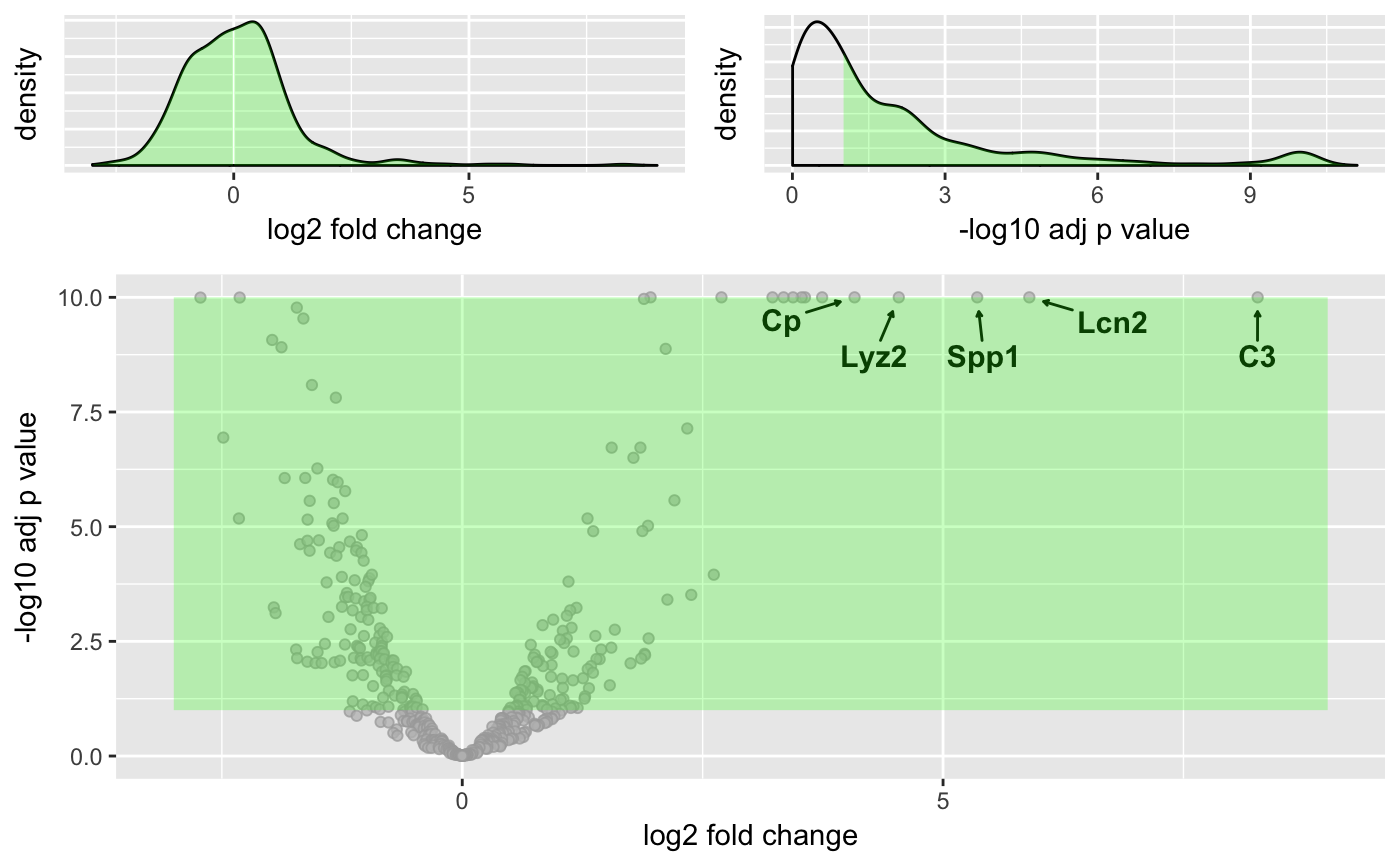 density
0
5
log2 fold change
density
0
3
6
9
-log10 adj p value
-log10 adj p value
10.0
7.5
5.0
2.5
0.0
Cp
Lyz2
Spp1
Lcn2
C3
0
5
log2 fold change